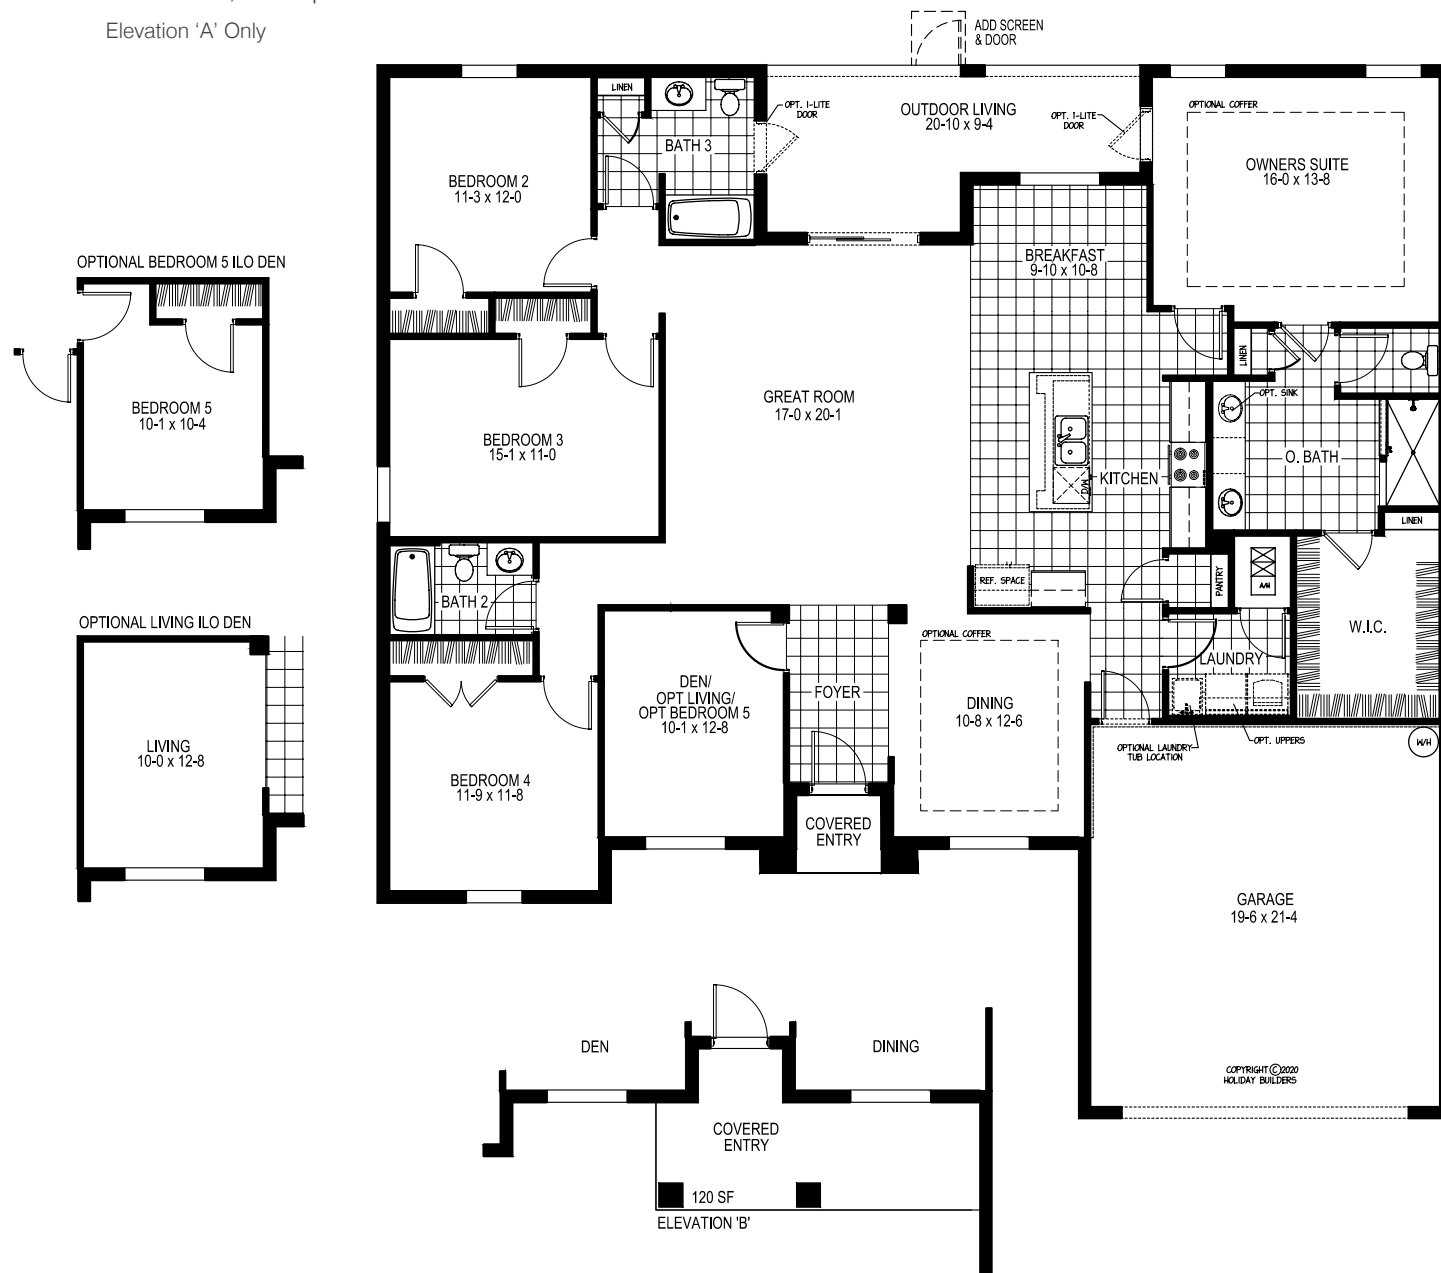 Elevation ‘A’ Only
ADD SCREEN
& DOOR
LINEN
OPT. 1-LITE
DOOR
OUTDOOR LIVING
20-10 x 9-4
OPT. 1-LITE
DOOR
OPTIONAL COFFER
BATH 3
OWNERS SUITE
16-0 x 13-8
BEDROOM 2
11-3 x 12-0
BREAKFAST
9-10 x 10-8
OPTIONAL BEDROOM 5 ILO DEN
LINEN
BEDROOM 5
10-1 x 10-4
GREAT ROOM
17-0 x 20-1
OPT. SINK
BEDROOM 3
15-1 x 11-0
O. BATH
KITCHEN
D/W
LINEN
REF. SPACE
PANTRY
A/H
BATH 2
W.I.C.
OPTIONAL LIVING ILO DEN
OPTIONAL COFFER
LAUNDRY
DEN/
OPT LIVING/
OPT BEDROOM 5
10-1 x 12-8
FOYER
DINING
10-8 x 12-6
LIVING
10-0 x 12-8
OPTIONAL LAUNDRY
TUB LOCATION
OPT. UPPERS
W/H
BEDROOM 4
11-9 x 11-8
COVERED
ENTRY
GARAGE
19-6 x 21-4
DEN
DINING
COPYRIGHT ©2020
HOLIDAY BUILDERS
COVERED
ENTRY
120 SF
ELEVATION 'B'